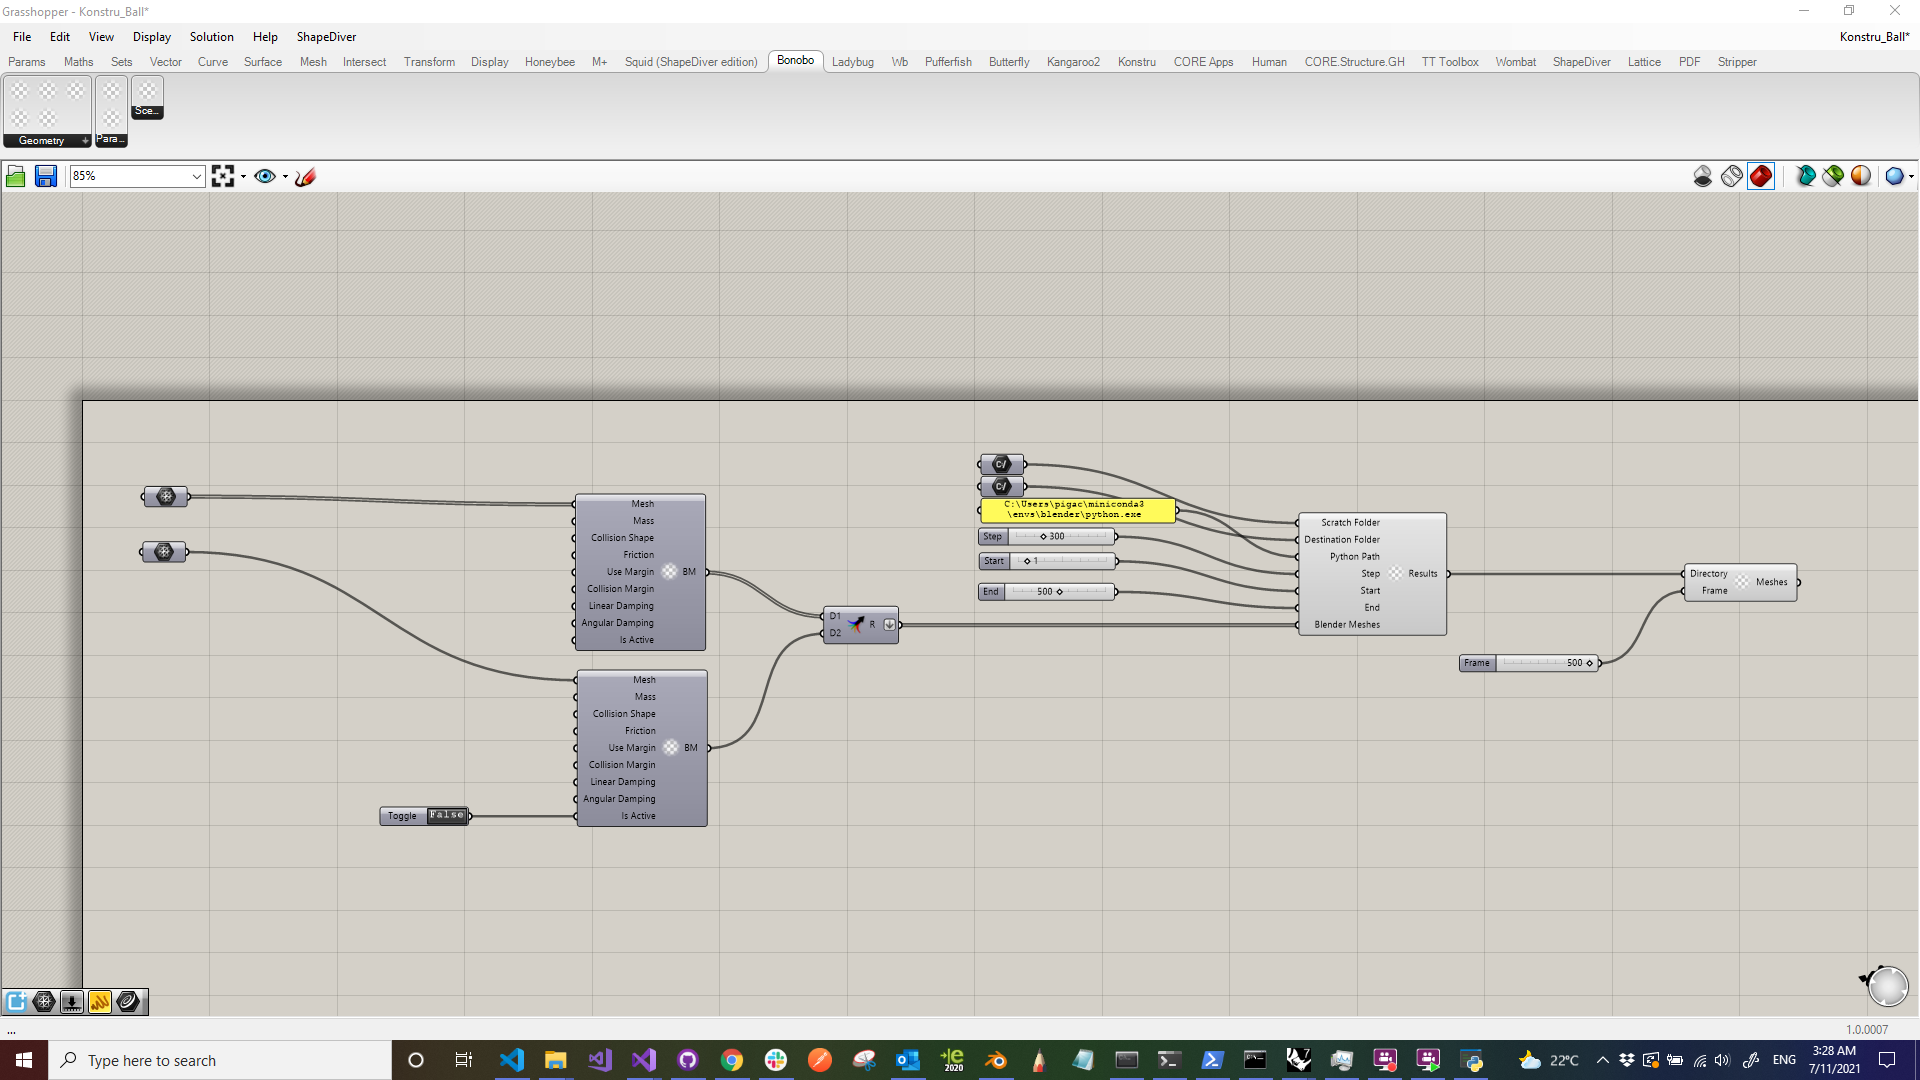 Grasshopper - Konstru_Ball*
File Edit View Display Solution Help ShapeDiver Konstru_Ball*
Params Maths Sets Vector Curve Surface Mesh Intersect Transform Display Honeybee M+ Squid (ShapeDiver edition) Bonobo Ladybug Wb Pufferfish Butterfly Kangaroo2 Konstru CORE Apps Human CORE.Structure.GH TT Toolbox Wombat ShapeDiver Lattice PDF Stripper
Geometry Para... Sce...
85%
C/
C/
C:\Users\pigac\miniconda3
\envs\blender\python.exe
Step 300
Start 1
End 500
Mesh
Mass
Collision Shape
Friction
Use Margin BM
Collision Margin
Linear Damping
Angular Damping
Is Active
D1
D2
R
Scratch Folder
Destination Folder
Python Path
Step Results
Start
End
Blender Meshes
Directory
Frame
Meshes
Frame 500
Mesh
Mass
Collision Shape
Friction
Use Margin BM
Collision Margin
Linear Damping
Angular Damping
Is Active
Toggle False
...
1.0.0007
Type here to search
e
2020
22°C
ENG
3:28 AM
7/11/2021